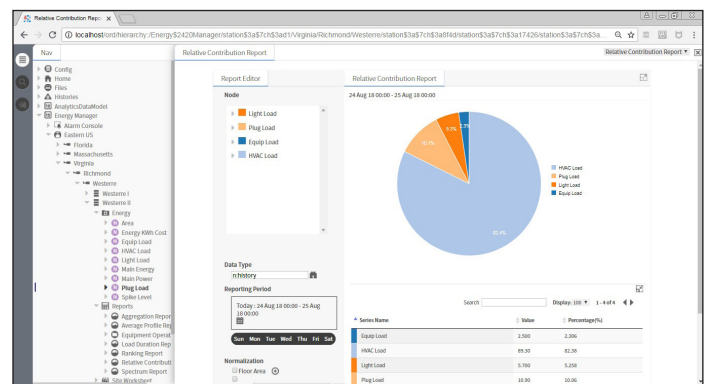 Relative Contribution Repo
localhost/ord/hierarchy:/Energy$2420Manager/station$3a$7ch$3ad1/Virginia/Richmond/Westerre/station$3a$7ch$3a8f4d/station$3a$7ch$3a17426/station$3a$7ch$3a...
Nav
Relative Contribution Report
Relative Contribution Report
Config
Home
Files
Histories
AnalyticsDataModel
Energy Manager
Alarm Console
Eastern US
Florida
Massachusetts
Virginia
Richmond
Westerre
Westerre I
Westerre II
Energy
Area
Energy KWh Cost
Equip Load
HVAC Load
Light Load
Main Energy
Main Power
Plug Load
Spike Level
Reports
Aggregation Repor
Average Profile Rep
Equipment Operat
Load Duration Rep
Ranking Report
Relative Contributi
Spectrum Report
Site Worksheet
Report Editor
Node
Light Load
Plug Load
Equip Load
HVAC Load
Data Type
n:history
Reporting Period
Today : 24 Aug 18 00:00 - 25 Aug
18 00:00
Sun Mon Tue Wed Thu Fri Sat
Normalization
Floor Area
Relative Contribution Report
24 Aug 18 00:00 - 25 Aug 18 00:00
10.1%
5.3%
2.3%
82.4%
HVAC Load
Plug Load
Light Load
Equip Load
Search
Display: 100
1 - 4 of 4
Series Name Value Percentage(%)
Equip Load 2.500 2.306
HVAC Load 89.30 82.38
Light Load 5.700 5.258
Plug Load 10.90 10.06